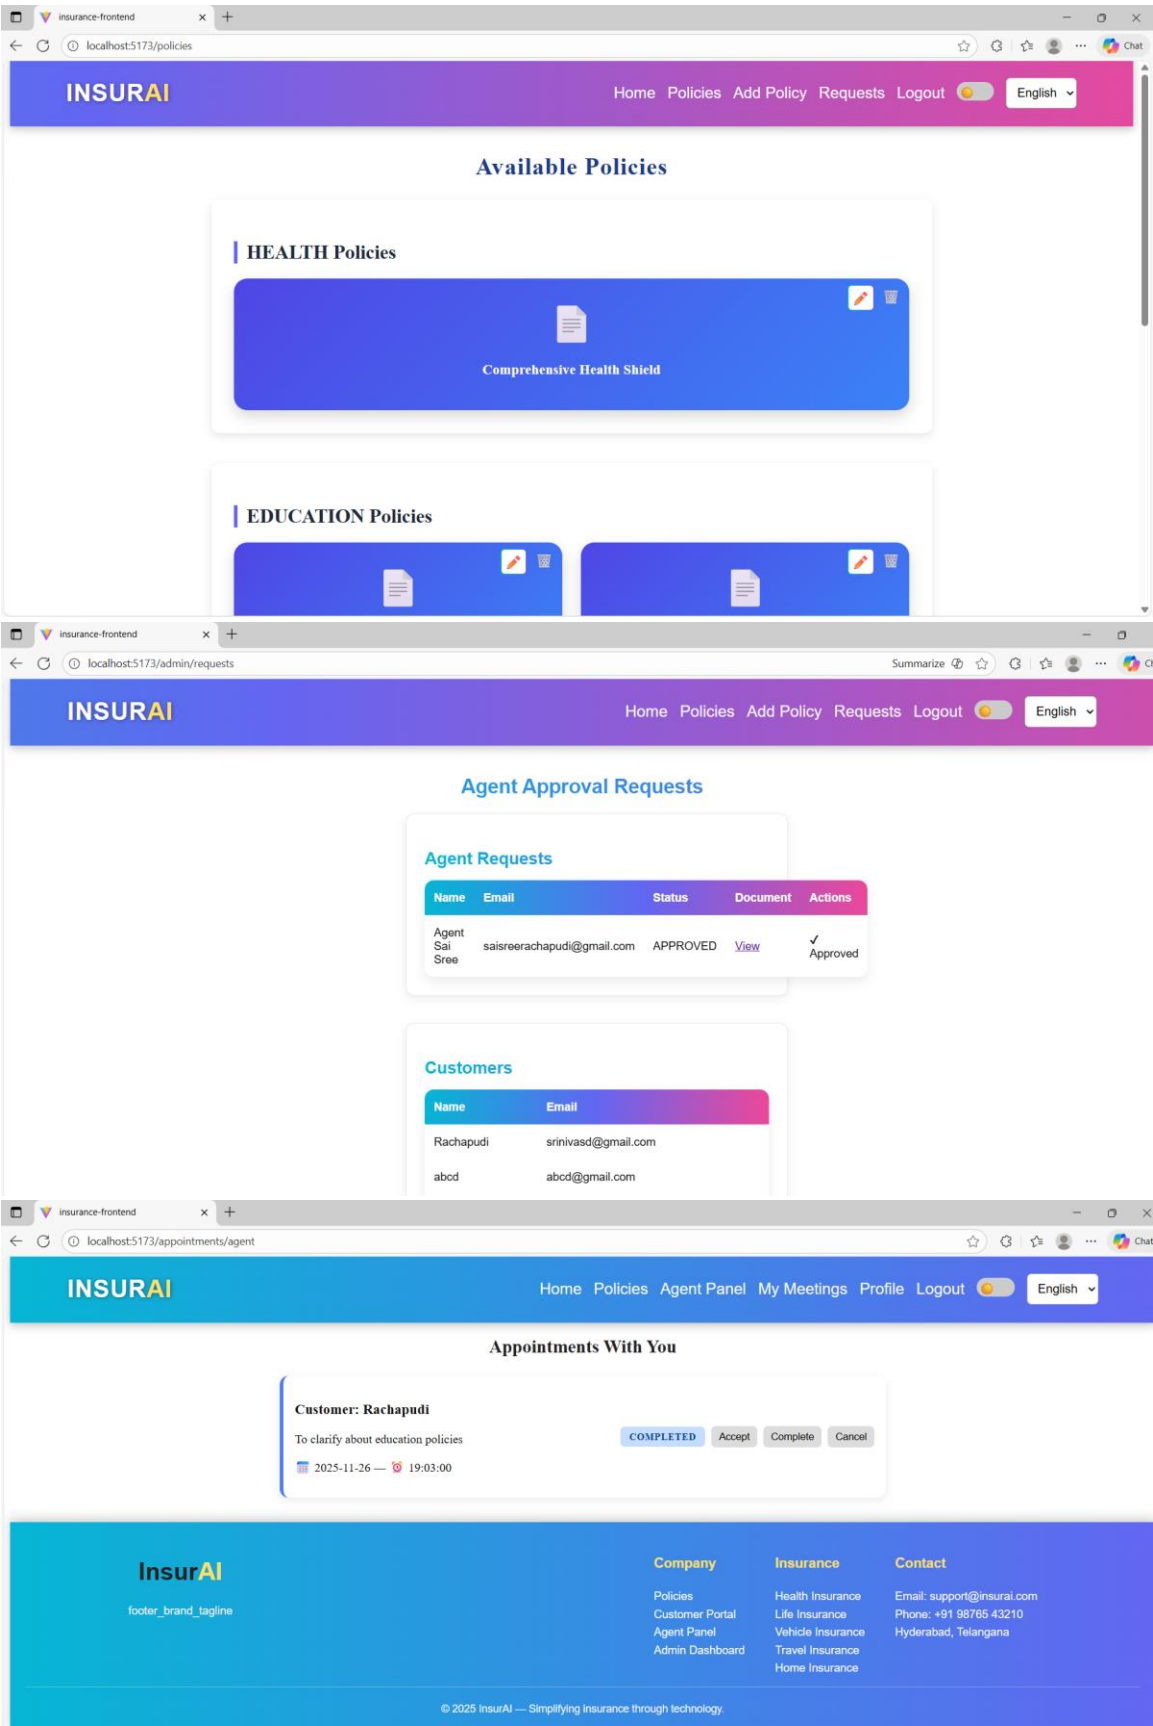 insurance-frontend
localhost:5173/policies
Chat
INSURAI
Home Policies Add Policy Requests Logout English
Available Policies
HEALTH Policies
Comprehensive Health Shield
EDUCATION Policies
insurance-frontend
localhost:5173/admin/requests
Summarize
INSURAI
Home Policies Add Policy Requests Logout English
Agent Approval Requests
Agent Requests
Name Email Status Document Actions
Agent Sai Sree saisreerachapudi@gmail.com APPROVED View ✓ Approved
Customers
Name Email
Rachapudi srinivasd@gmail.com
abcd abcd@gmail.com
insurance-frontend
localhost:5173/appointments/agent
Chat
INSURAI
Home Policies Agent Panel My Meetings Profile Logout English
Appointments With You
Customer: Rachapudi
To clarify about education policies
COMPLETED Accept Complete Cancel
2025-11-26 — 19:03:00
InsurAI
footer_brand_tagline
Company
Policies
Customer Portal
Agent Panel
Admin Dashboard
Insurance
Health Insurance
Life Insurance
Vehicle Insurance
Travel Insurance
Home Insurance
Contact
Email: support@insurai.com
Phone: +91 98765 43210
Hyderabad, Telangana
© 2025 InsurAI — Simplifying insurance through technology.